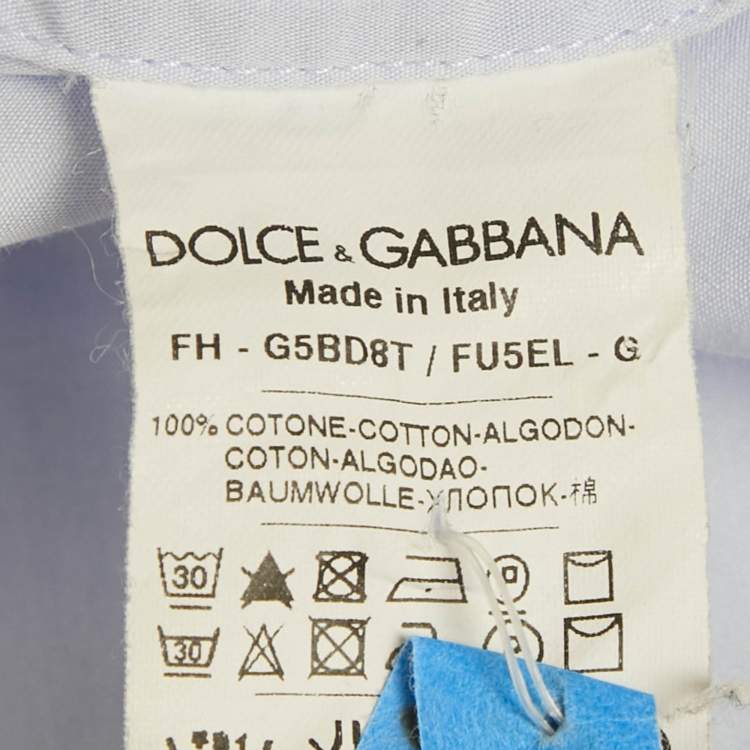 DOLCE & GABBANA
Made in Italy
FH - G5BD8T / FU5EL - G
100% COTONE-COTTON-ALGODON-
COTON-ALGODAO-
BAUMWOLLE-ХЛОПОК-棉
30
30